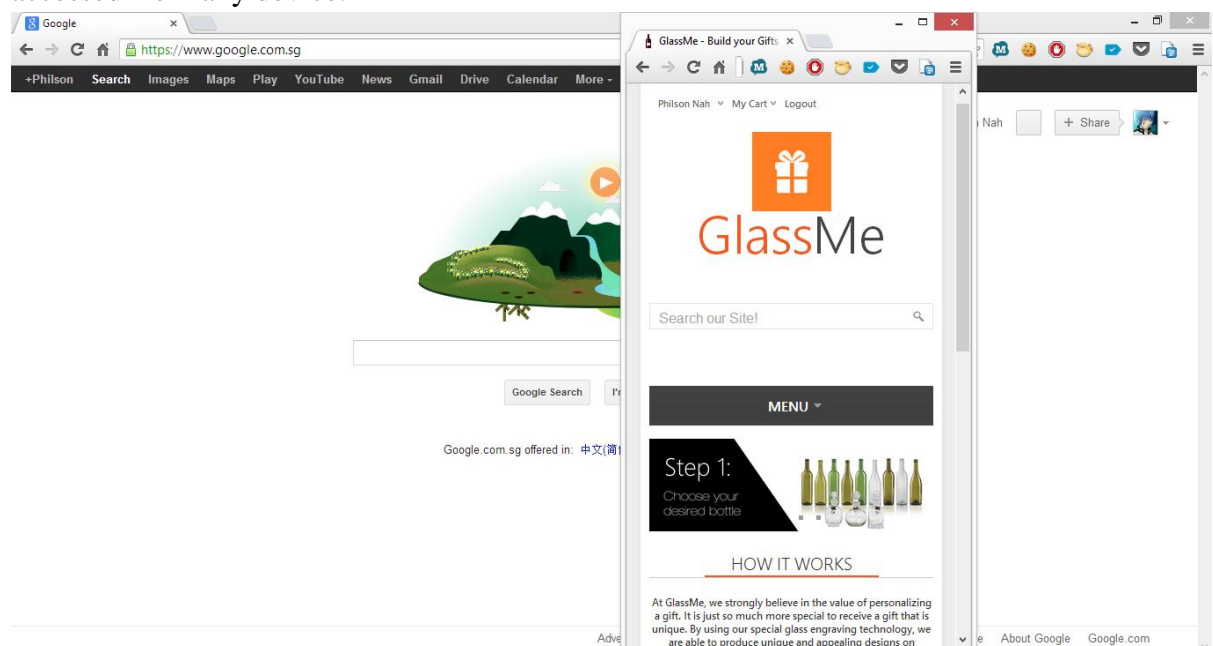 Google
https://www.google.com.sg
+Philson Search Images Maps Play YouTube News Gmail Drive Calendar More
Nah + Share
Google Search
Google.com.sg offered in:
About Google Google.com
GlassMe - Build your Gifts
Philson Nah My Cart Logout
GlassMe
Search our Site!
MENU
Step 1:
Choose your
desired bottle
HOW IT WORKS
At GlassMe, we strongly believe in the value of personalizing
a gift. It is just so much more special to receive a gift that is
unique. By using our special glass engraving technology, we
are able to produce unique and appealing designs on